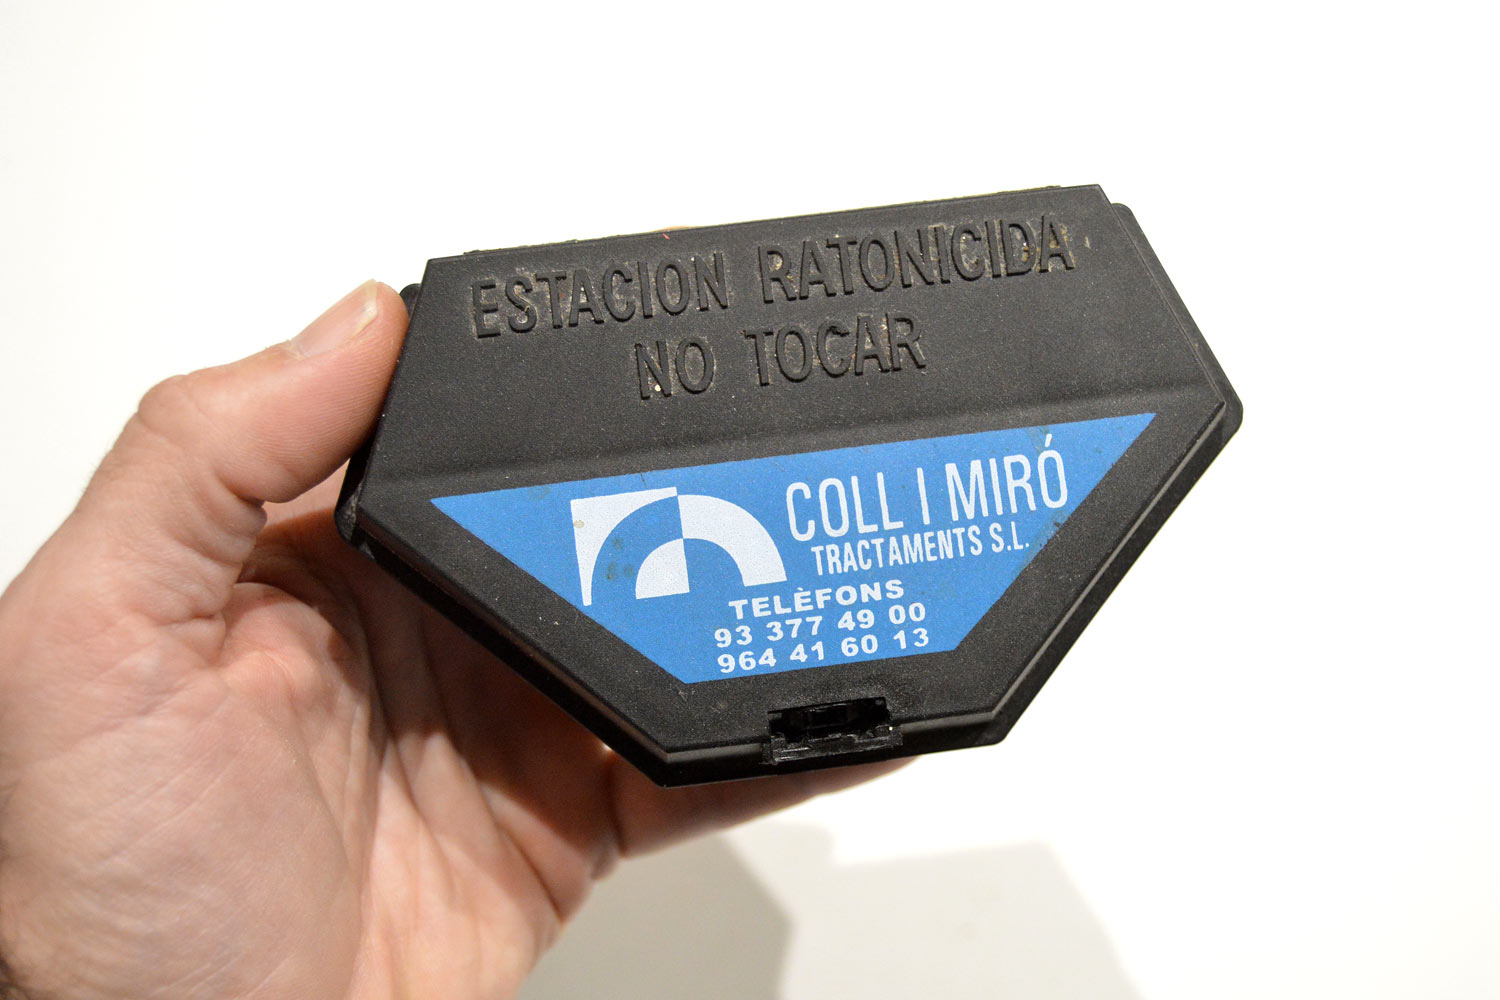 ESTACION RATONICIDA
NO TOCAR
COLL I MIRÓ
TRACTAMENTS S.L.
TELÈFONS
93 377 49 00
964 41 60 13